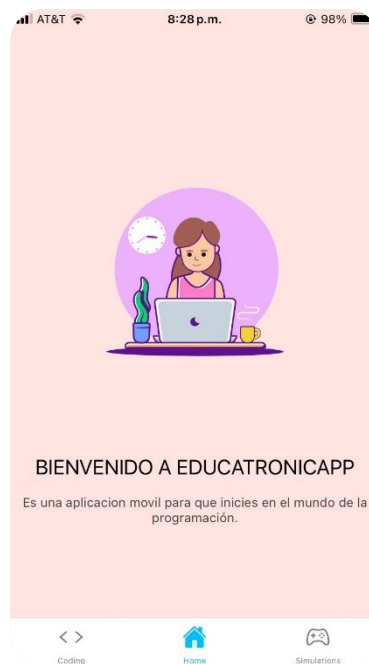 AT&T 8:28 p.m. 98%
BIENVENIDO A EDUCATRONICAPP
Es una aplicacion movil para que inicies en el mundo de la
programación.
Coding Home Simulations